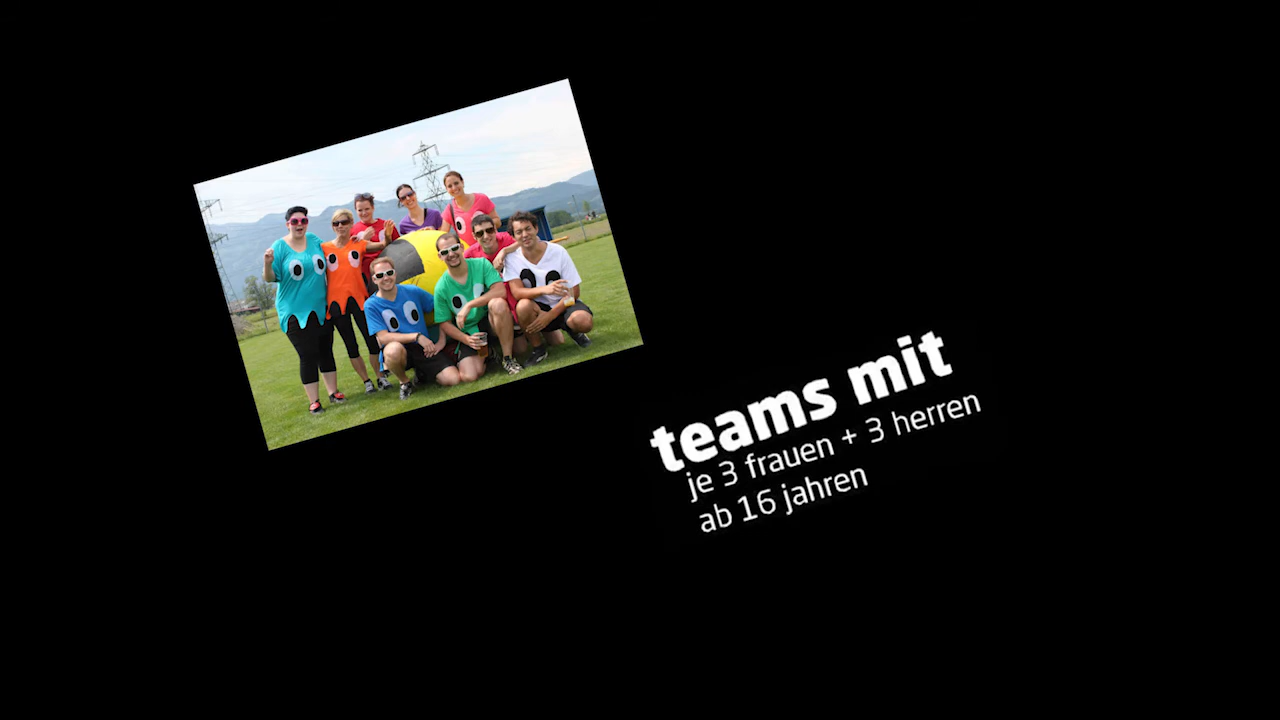 teams mit
je 3 frauen + 3 herren
ab 16 jahren